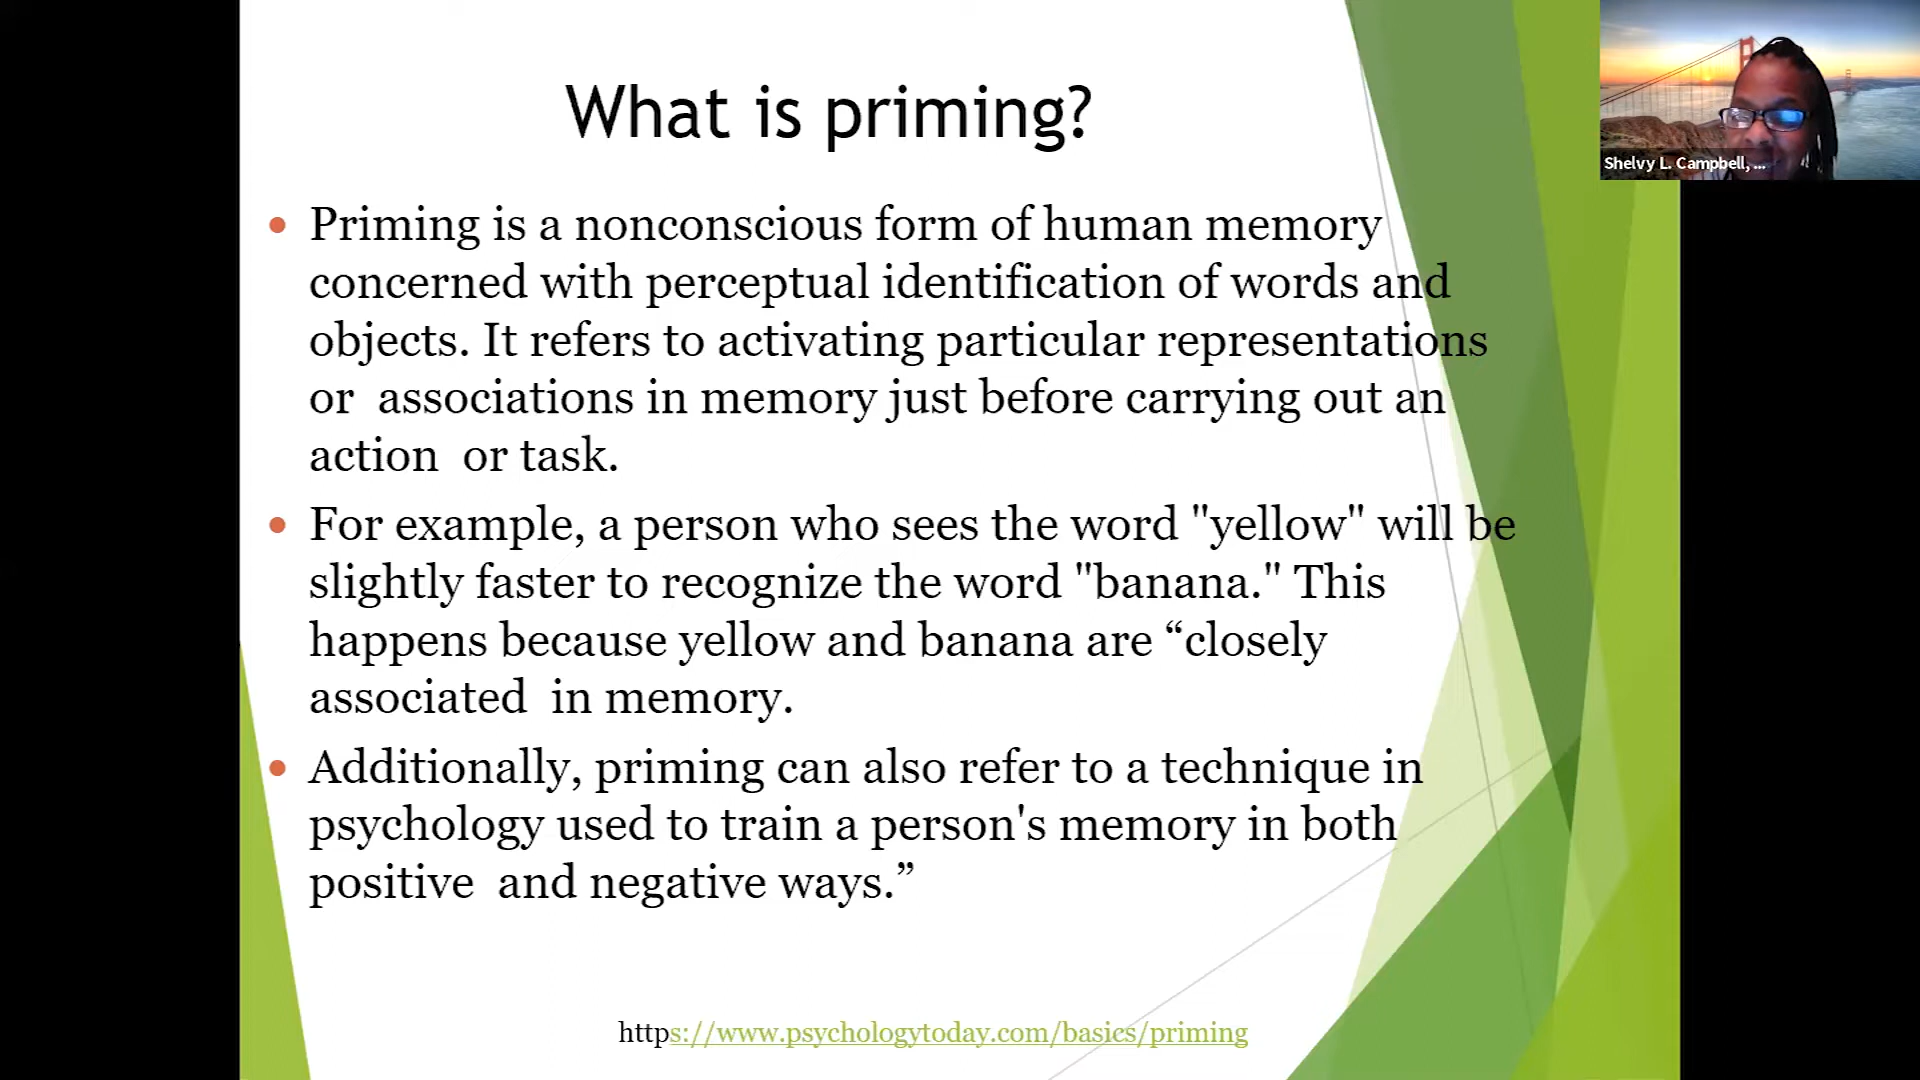 What is priming?
Shelvy L. Campbell, ...
• Priming is a nonconscious form of human memory
concerned with perceptual identification of words and
objects. It refers to activating particular representations
or  associations in memory just before carrying out an
action  or task.
• For example, a person who sees the word "yellow" will be
slightly faster to recognize the word "banana." This
happens because yellow and banana are “closely
associated  in memory.
• Additionally, priming can also refer to a technique in
psychology used to train a person's memory in both
positive  and negative ways.”
https://www.psychologytoday.com/basics/priming